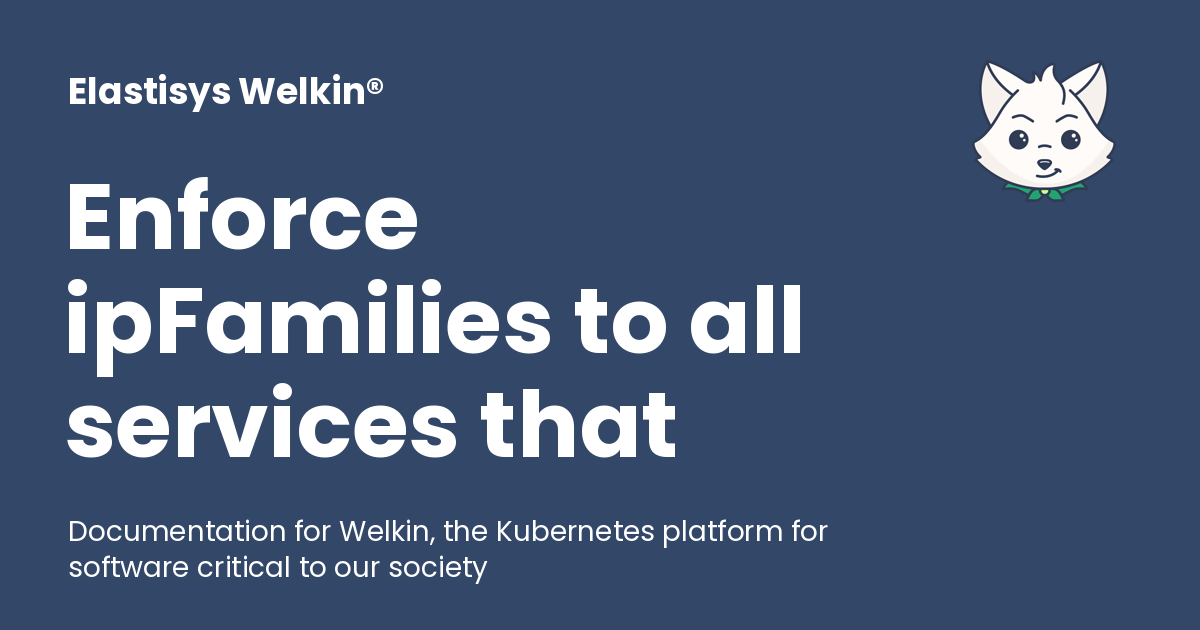 Elastisys Welkin®
Enforce
ipFamilies to all
services that
Documentation for Welkin, the Kubernetes platform for
software critical to our society